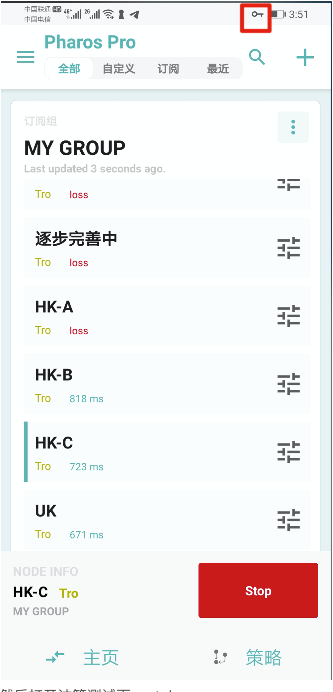 中国联通 HD 4G 2G 3:51
中国电信
Pharos Pro
全部 自定义 订阅 最近
订阅组
MY GROUP
Last updated 3 seconds ago.
Tro loss
逐步完善中
Tro loss
HK-A
Tro loss
HK-B
Tro 818 ms
HK-C
Tro 723 ms
UK
Tro 671 ms
NODE INFO
HK-C Tro
MY GROUP
Stop
主页 策略